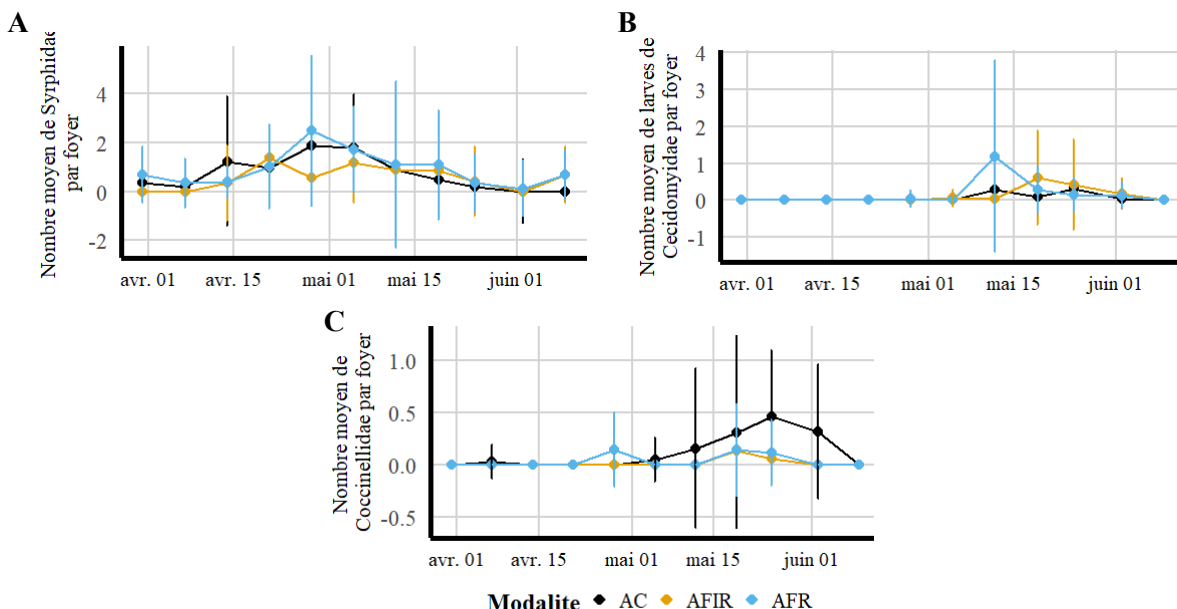 A
Nombre moyen de Syrphidae
par foyer
4
2
0
-2
avr. 01 avr. 15 mai 01 mai 15 juin 01
B
Nombre moyen de larves de
Cecidomyidae par foyer
4
3
2
1
0
-1
avr. 01 avr. 15 mai 01 mai 15 juin 01
C
Nombre moyen de
Coccinellidae par foyer
1.0
0.5
0.0
-0.5
avr. 01 avr. 15 mai 01 mai 15 juin 01
Modalite AC AFIR AFR